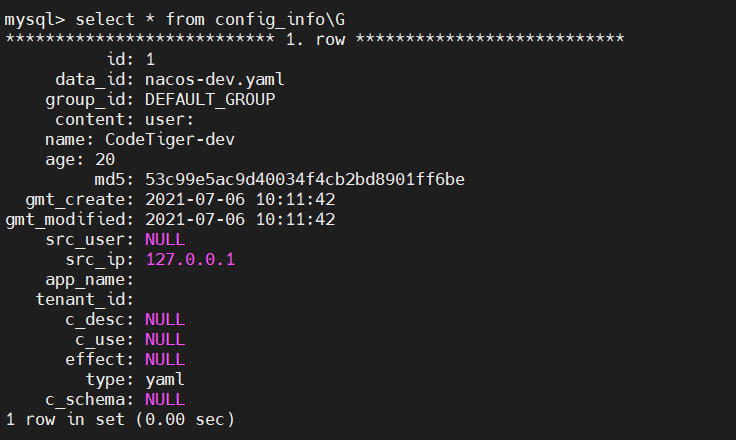 mysql> select * from config_info\G
*************************** 1. row ***************************
id: 1
data_id: nacos-dev.yaml
group_id: DEFAULT_GROUP
content: user:
name: CodeTiger-dev
age: 20
md5: 53c99e5ac9d40034f4cb2bd8901ff6be
gmt_create: 2021-07-06 10:11:42
gmt_modified: 2021-07-06 10:11:42
src_user: NULL
src_ip: 127.0.0.1
app_name:
tenant_id:
c_desc: NULL
c_use: NULL
effect: NULL
type: yaml
c_schema: NULL
1 row in set (0.00 sec)